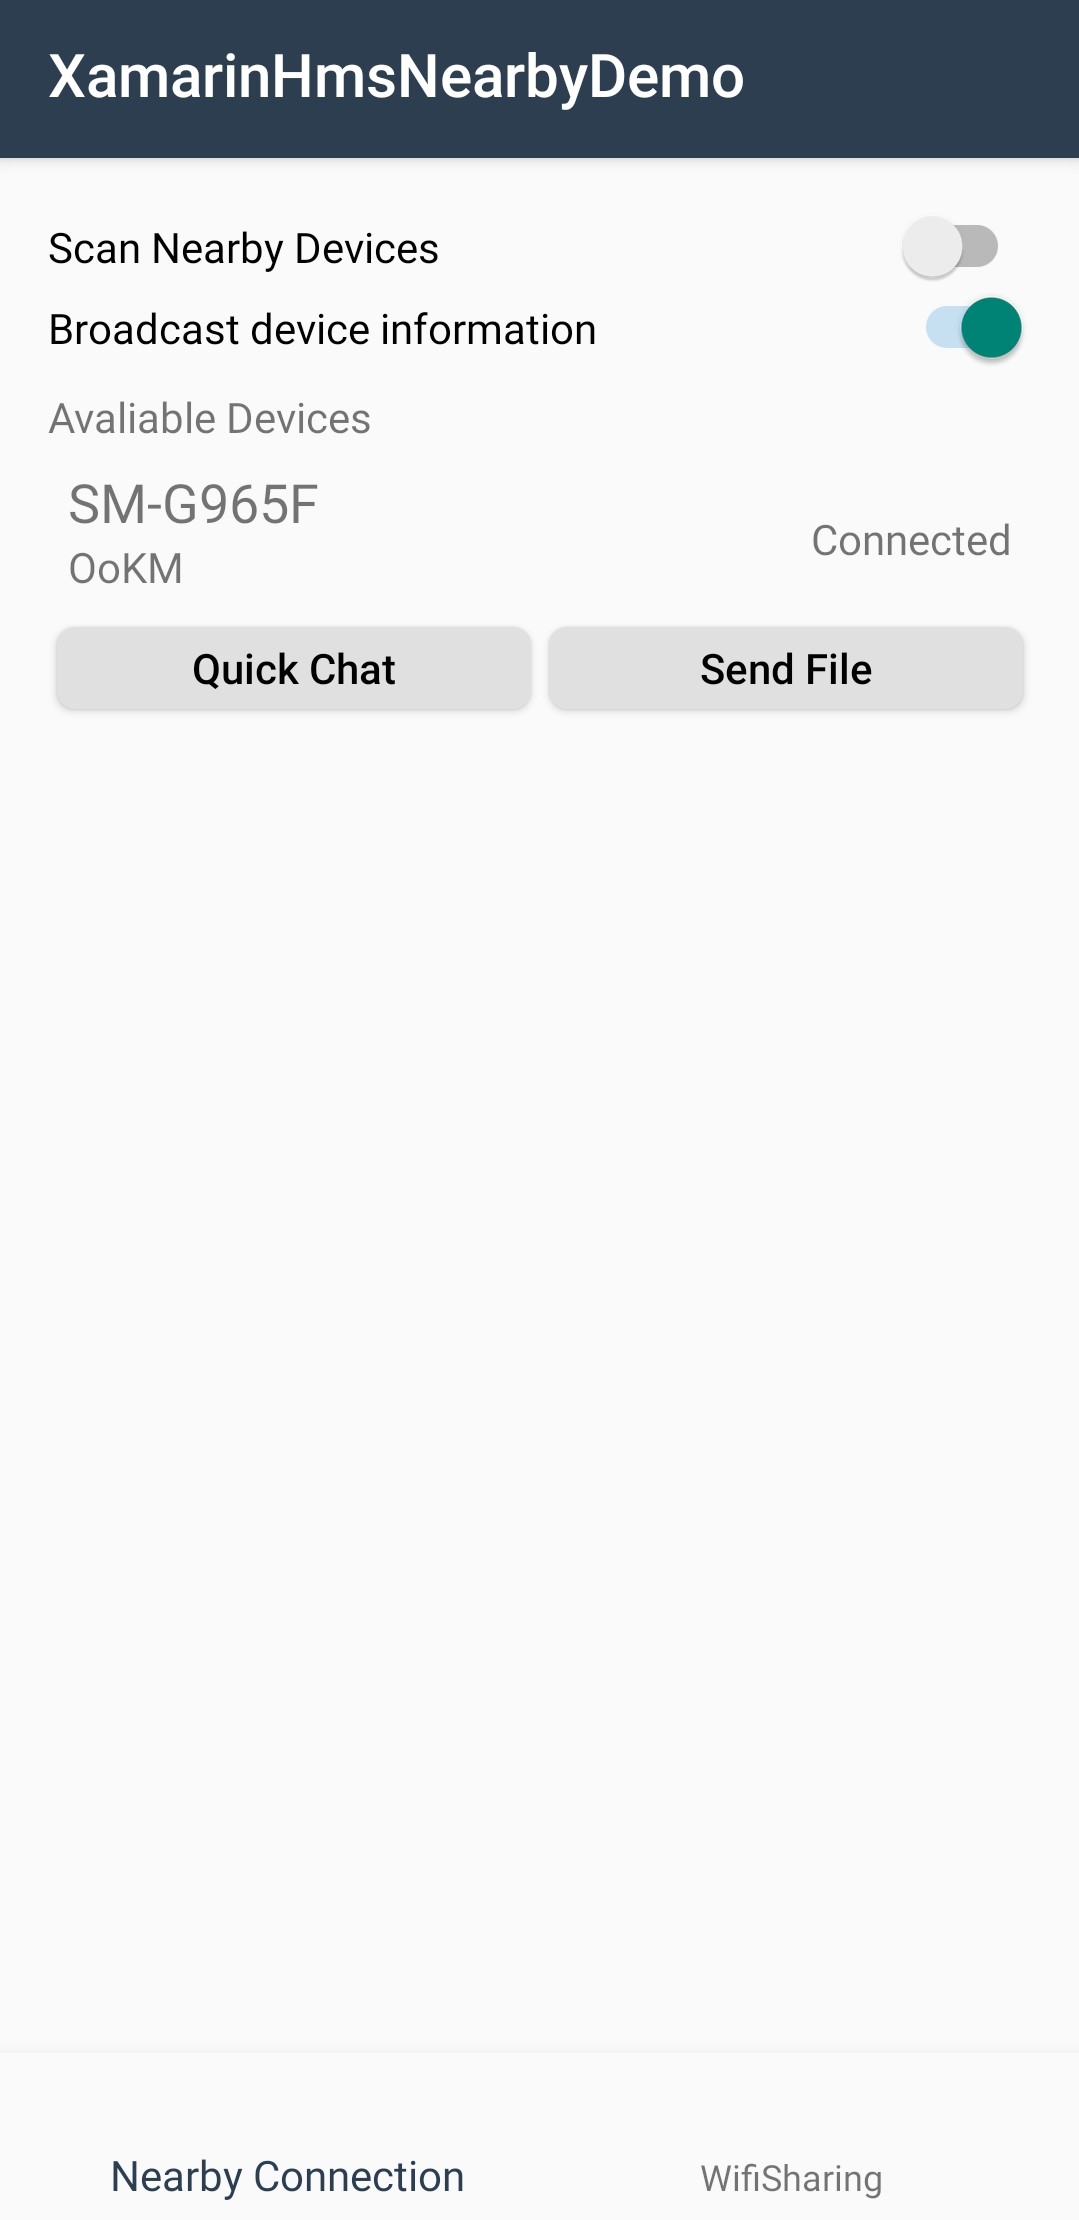 XamarinHmsNearbyDemo
Scan Nearby Devices
Broadcast device information
Avaliable Devices
SM-G965F
OoKM
Connected
Quick Chat
Send File
Nearby Connection
WifiSharing